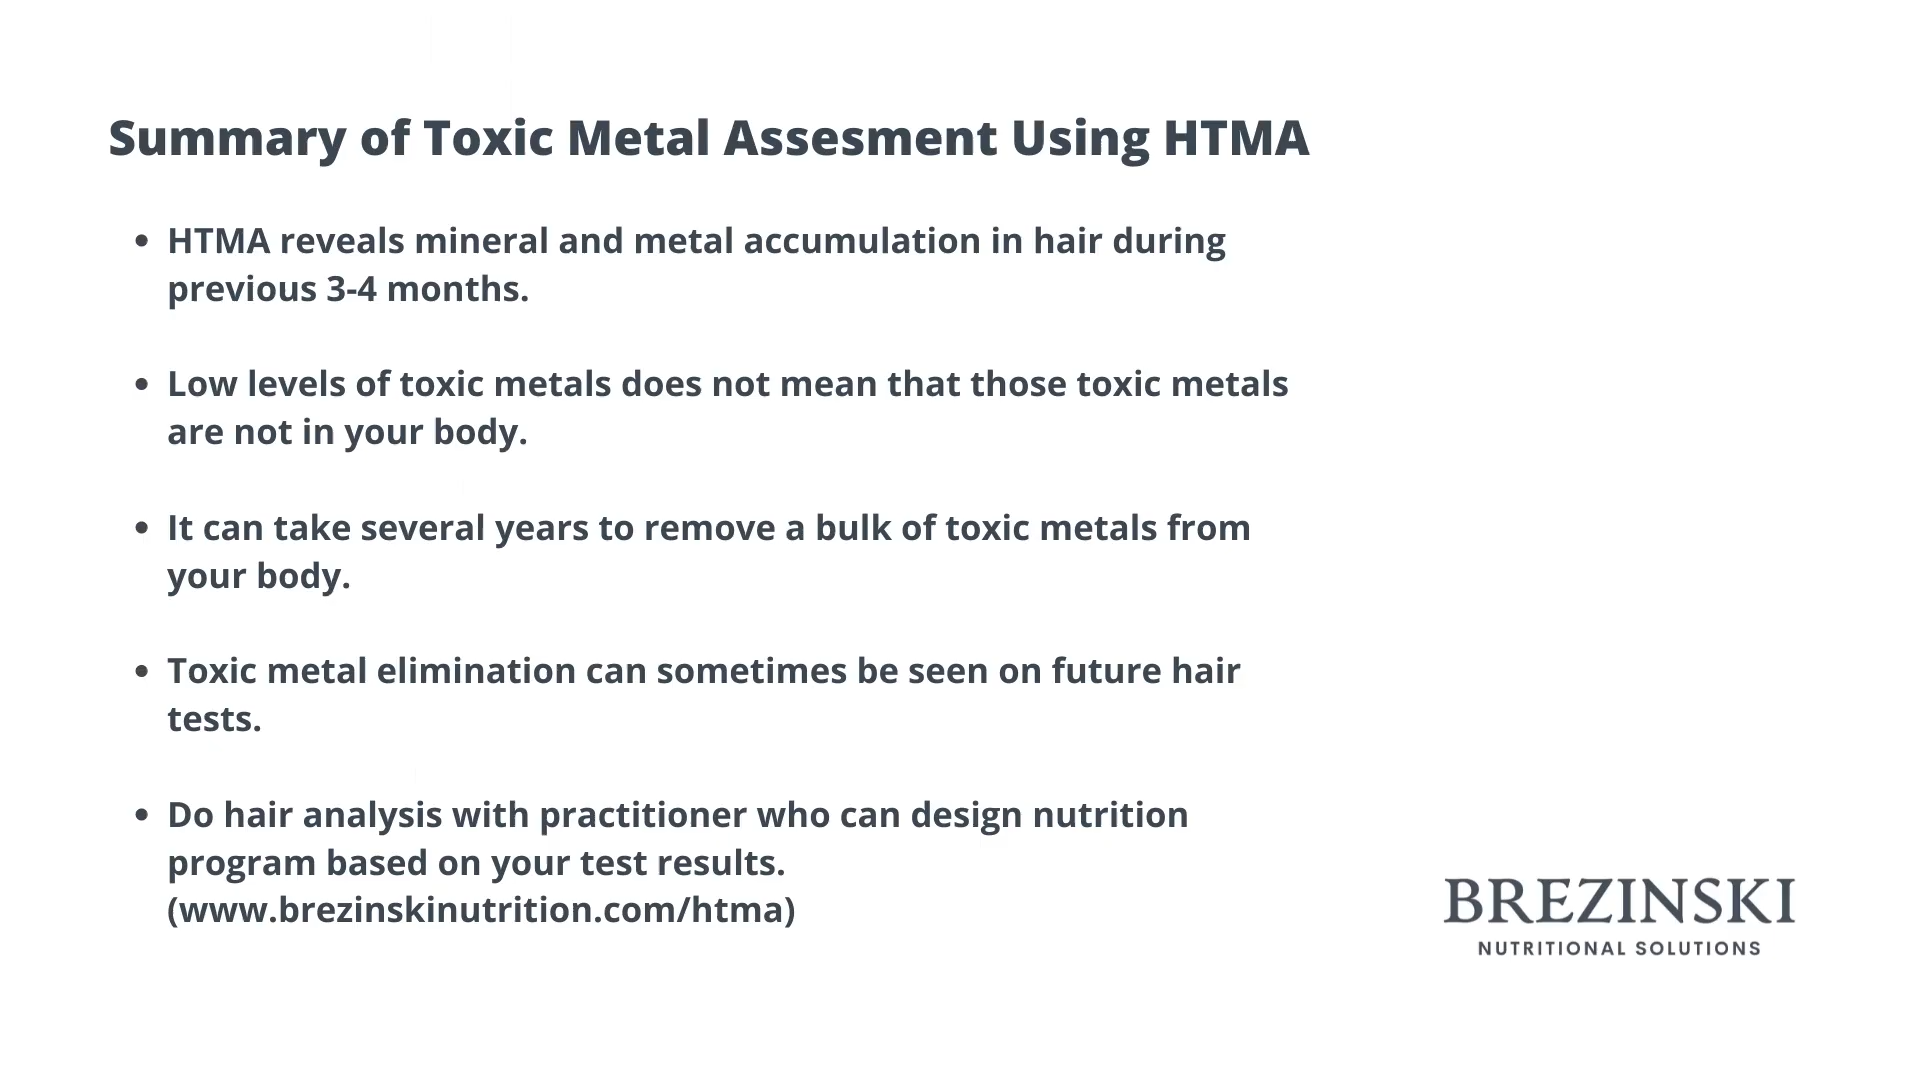 Summary of Toxic Metal Assesment Using HTMA
• HTMA reveals mineral and metal accumulation in hair during
previous 3-4 months.
• Low levels of toxic metals does not mean that those toxic metals
are not in your body.
• It can take several years to remove a bulk of toxic metals from
your body.
• Toxic metal elimination can sometimes be seen on future hair
tests.
• Do hair analysis with practitioner who can design nutrition
program based on your test results.
(www.brezinskinutrition.com/htma)
BREZINSKI
NUTRITIONAL SOLUTIONS